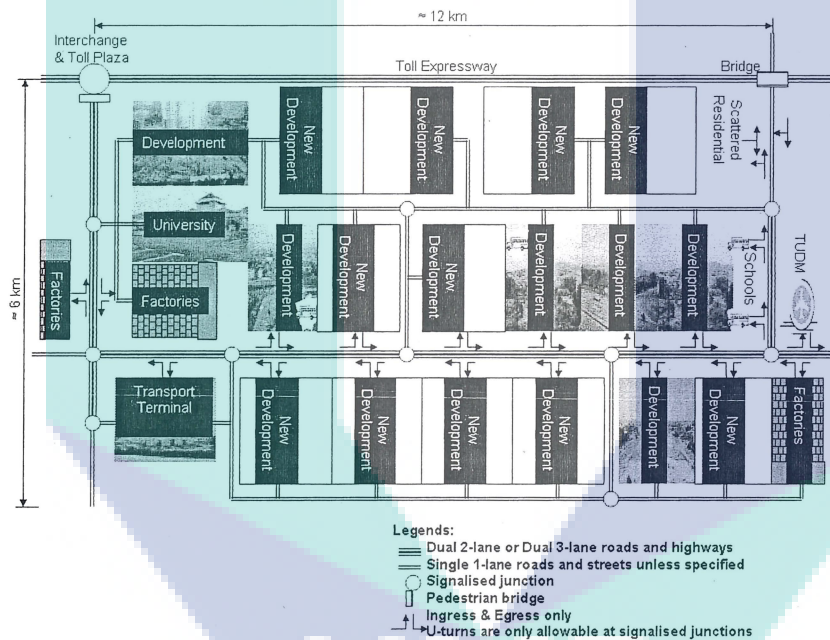 ≈ 12 km
Interchange
& Toll Plaza
Toll Expressway
Bridge
Development
New
Development
New
Development
New
Development
New
Development
Scattered
Residential
University
Factories
Factories
Development
New
Development
New
Development
Development
Development
Development
Schools
TUDM
≈ 6 km
Transport
Terminal
New
Development
New
Development
New
Development
New
Development
Development
New
Development
Factories
Legends:
Dual 2-lane or Dual 3-lane roads and highways
Single 1-lane roads and streets unless specified
Signalised junction
Pedestrian bridge
Ingress & Egress only
U-turns are only allowable at signalised junctions